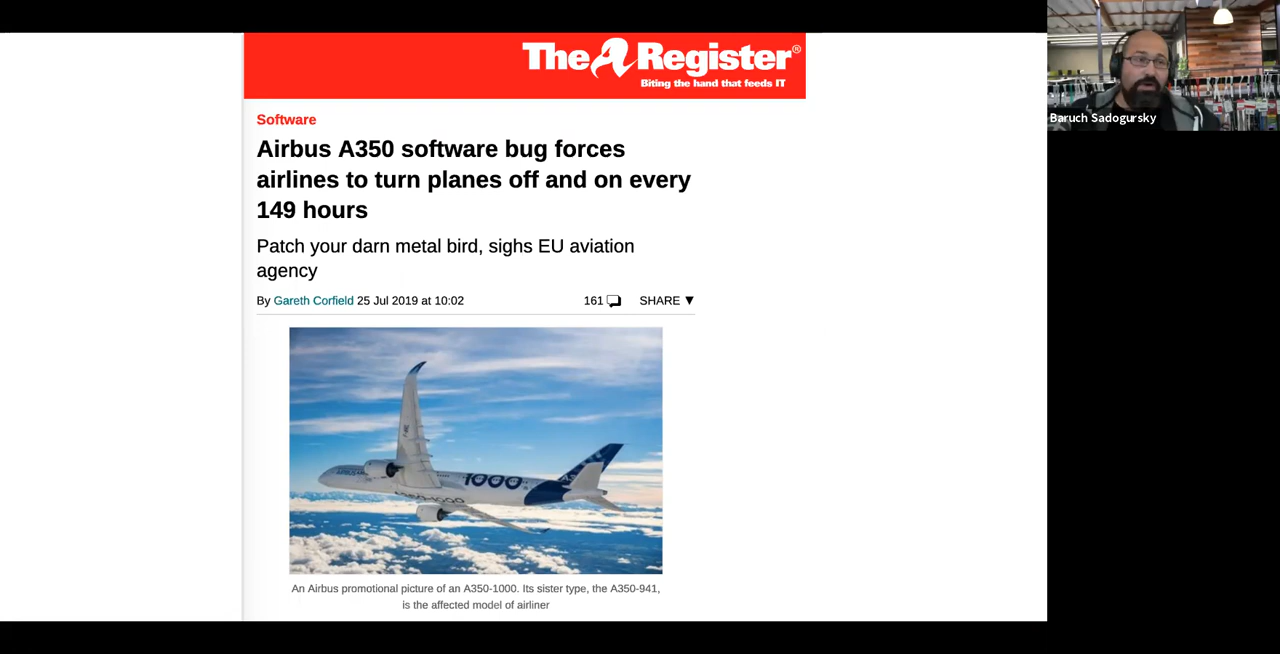 The Register®
Biting the hand that feeds IT
Baruch Sadogursky
Software
Airbus A350 software bug forces
airlines to turn planes off and on every
149 hours
Patch your darn metal bird, sighs EU aviation
agency
By Gareth Corfield 25 Jul 2019 at 10:02 161 SHARE ▼
1000
An Airbus promotional picture of an A350-1000. Its sister type, the A350-941,
is the affected model of airliner